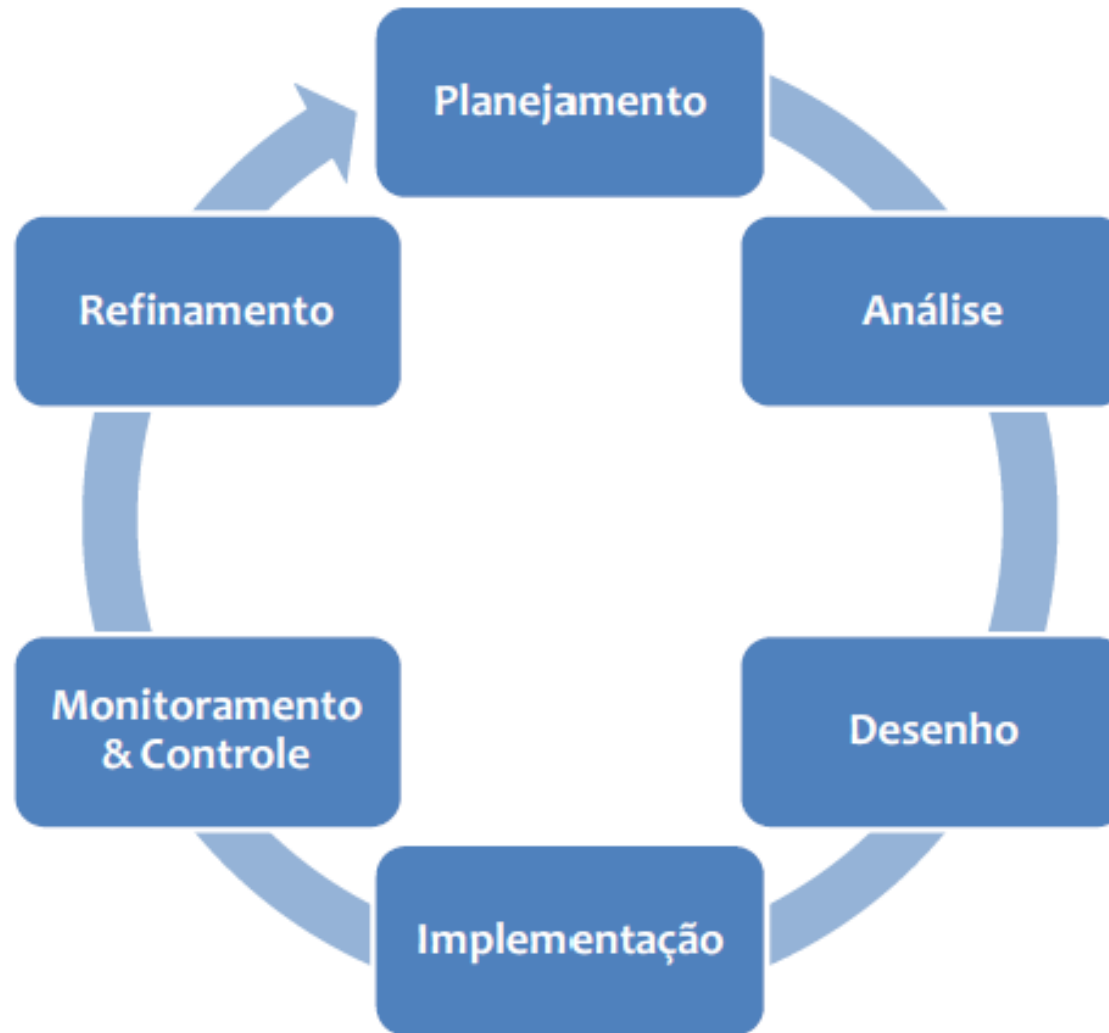 Planejamento
Análise
Desenho
Implementação
Monitoramento
& Controle
Refinamento